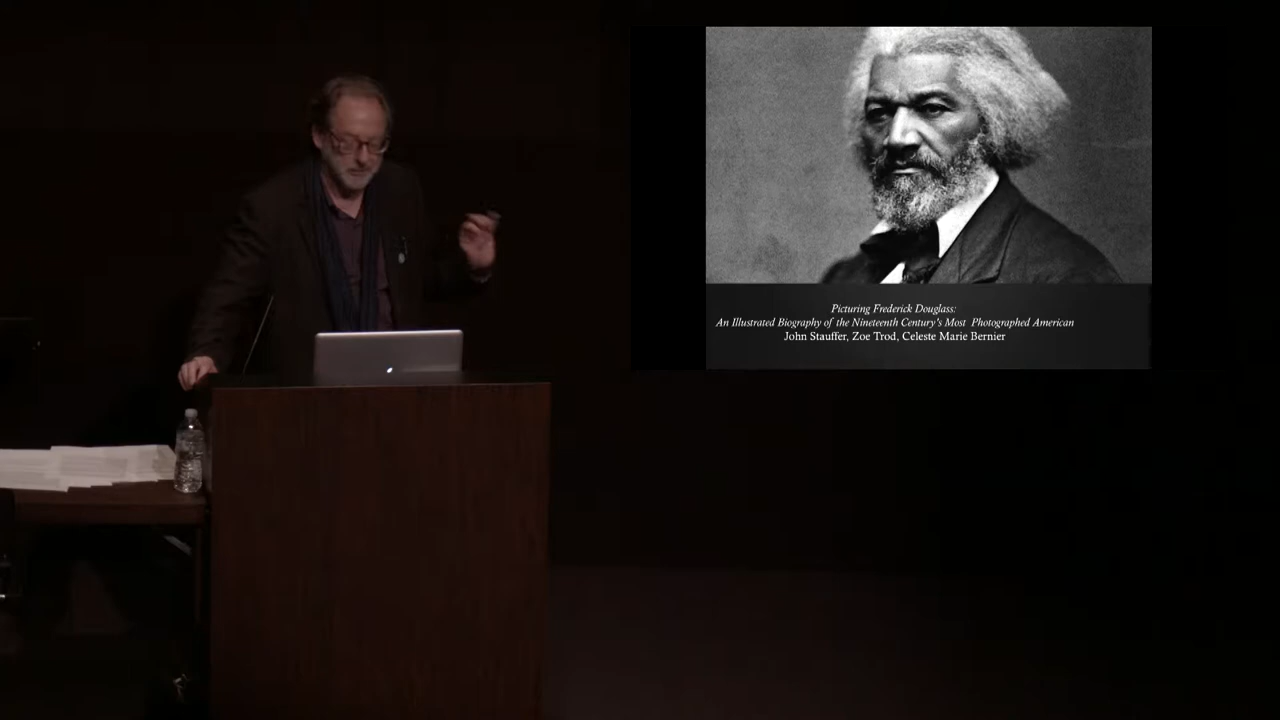 Picturing Frederick Douglass:
An Illustrated Biography of the Nineteenth Century's Most Photographed American
John Stauffer, Zoe Trod, Celeste Marie Bernier